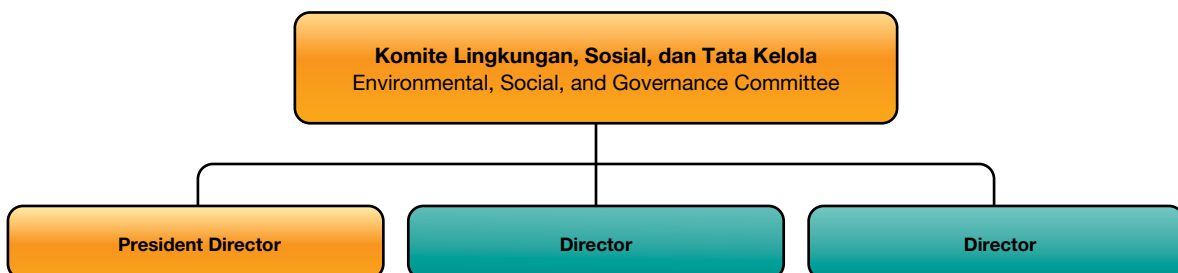 Komite Lingkungan, Sosial, dan Tata Kelola
Environmental, Social, and Governance Committee
President Director
Director
Director